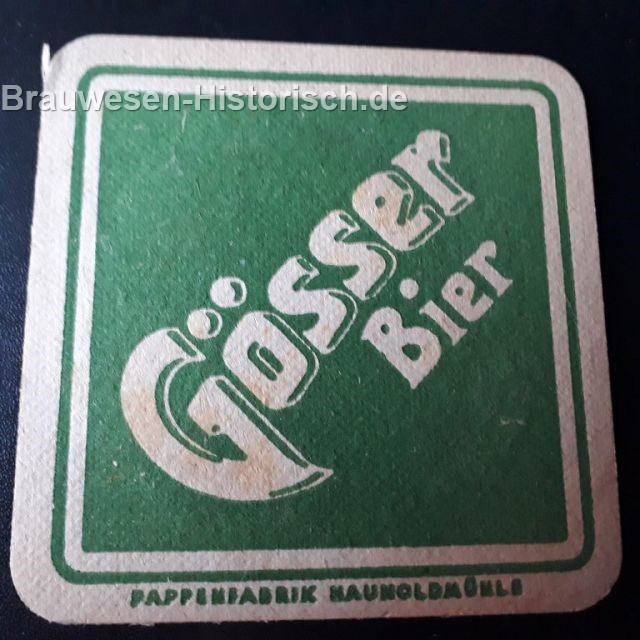 Brauwesen-Historisch.de
Gösser
Bier
PAPPENFABRIK HAUNOLDMÜHLE